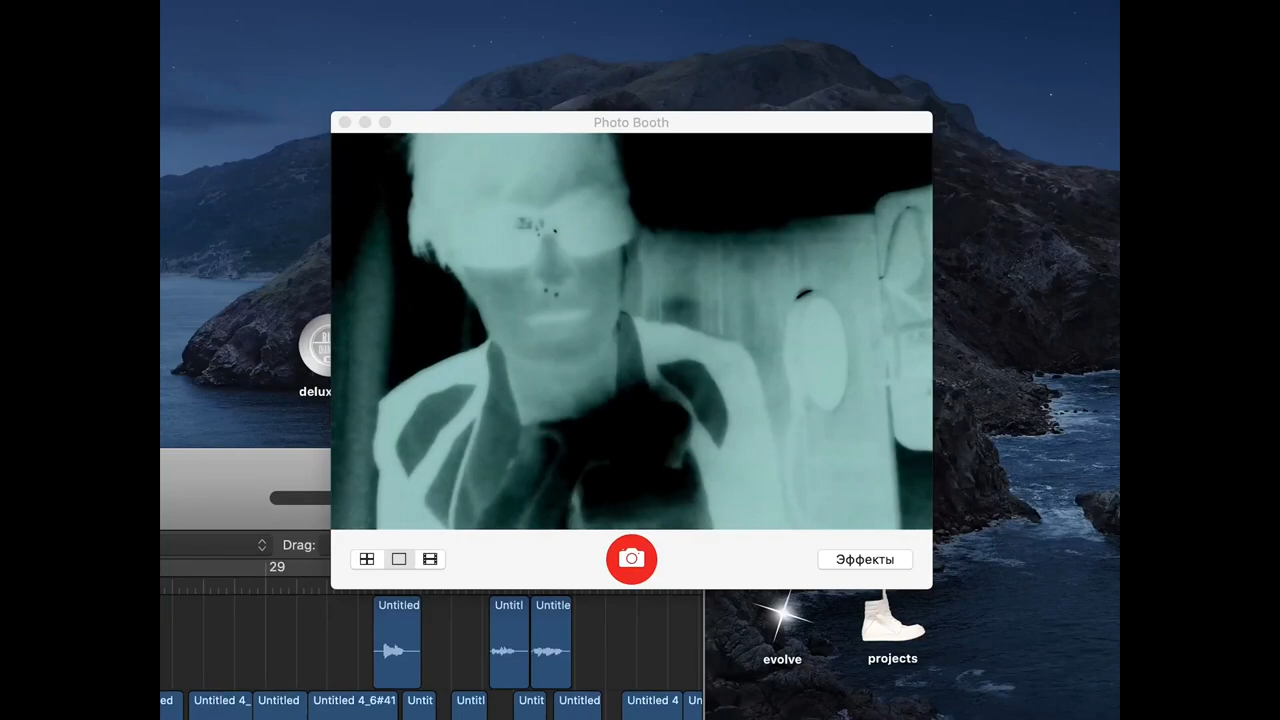 Photo Booth
delux
Drag:
29
Эффекты
Untitled
Untitl
Untitle
evolve
projects
ed
Untitled 4_
Untitled
Untitled 4_6#41
Untit
Untitl
Untit
Untitled
Untitled 4
Un